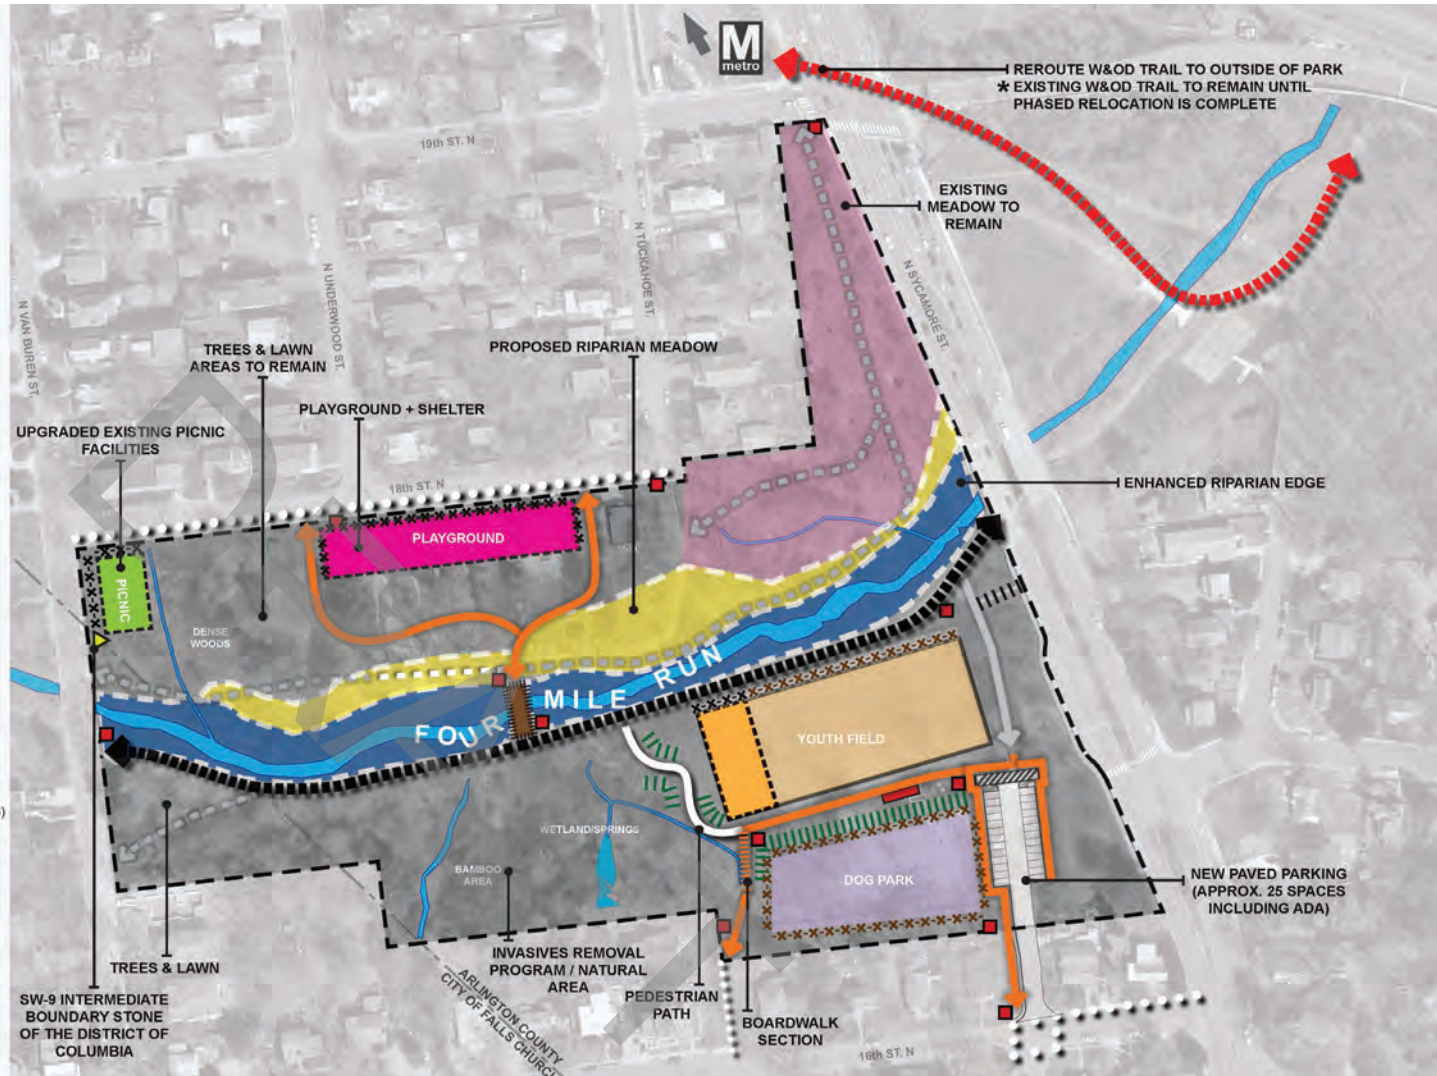 M
metro
REROUTE W&OD TRAIL TO OUTSIDE OF PARK
* EXISTING W&OD TRAIL TO REMAIN UNTIL
PHASED RELOCATION IS COMPLETE
19th ST. N
EXISTING
MEADOW TO
REMAIN
N TUCKAHOE ST.
N SYCAMORE ST.
N UNDERWOOD ST.
N VAN BUREN ST.
TREES & LAWN
AREAS TO REMAIN
PROPOSED RIPARIAN MEADOW
PLAYGROUND + SHELTER
UPGRADED EXISTING PICNIC
FACILITIES
18th ST. N
ENHANCED RIPARIAN EDGE
PLAYGROUND
PICNIC
DENSE
WOODS
FOUR MILE RUN
YOUTH FIELD
WETLAND/SPRINGS
BAMBOO
AREA
DOG PARK
NEW PAVED PARKING
(APPROX. 25 SPACES
INCLUDING ADA)
TREES & LAWN
INVASIVES REMOVAL
PROGRAM / NATURAL
AREA
PEDESTRIAN
PATH
BOARDWALK
SECTION
SW-9 INTERMEDIATE
BOUNDARY STONE
OF THE DISTRICT OF
COLUMBIA
ARLINGTON COUNTY
CITY OF FALLS CHURCH
16th ST. N